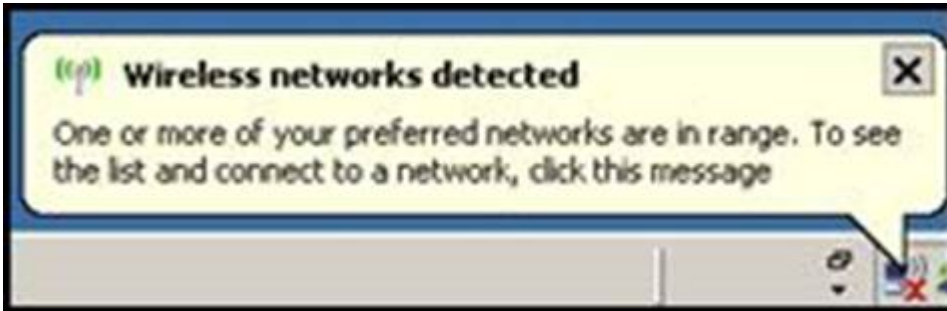 Wireless networks detected
One or more of your preferred networks are in range. To see
the list and connect to a network, click this message